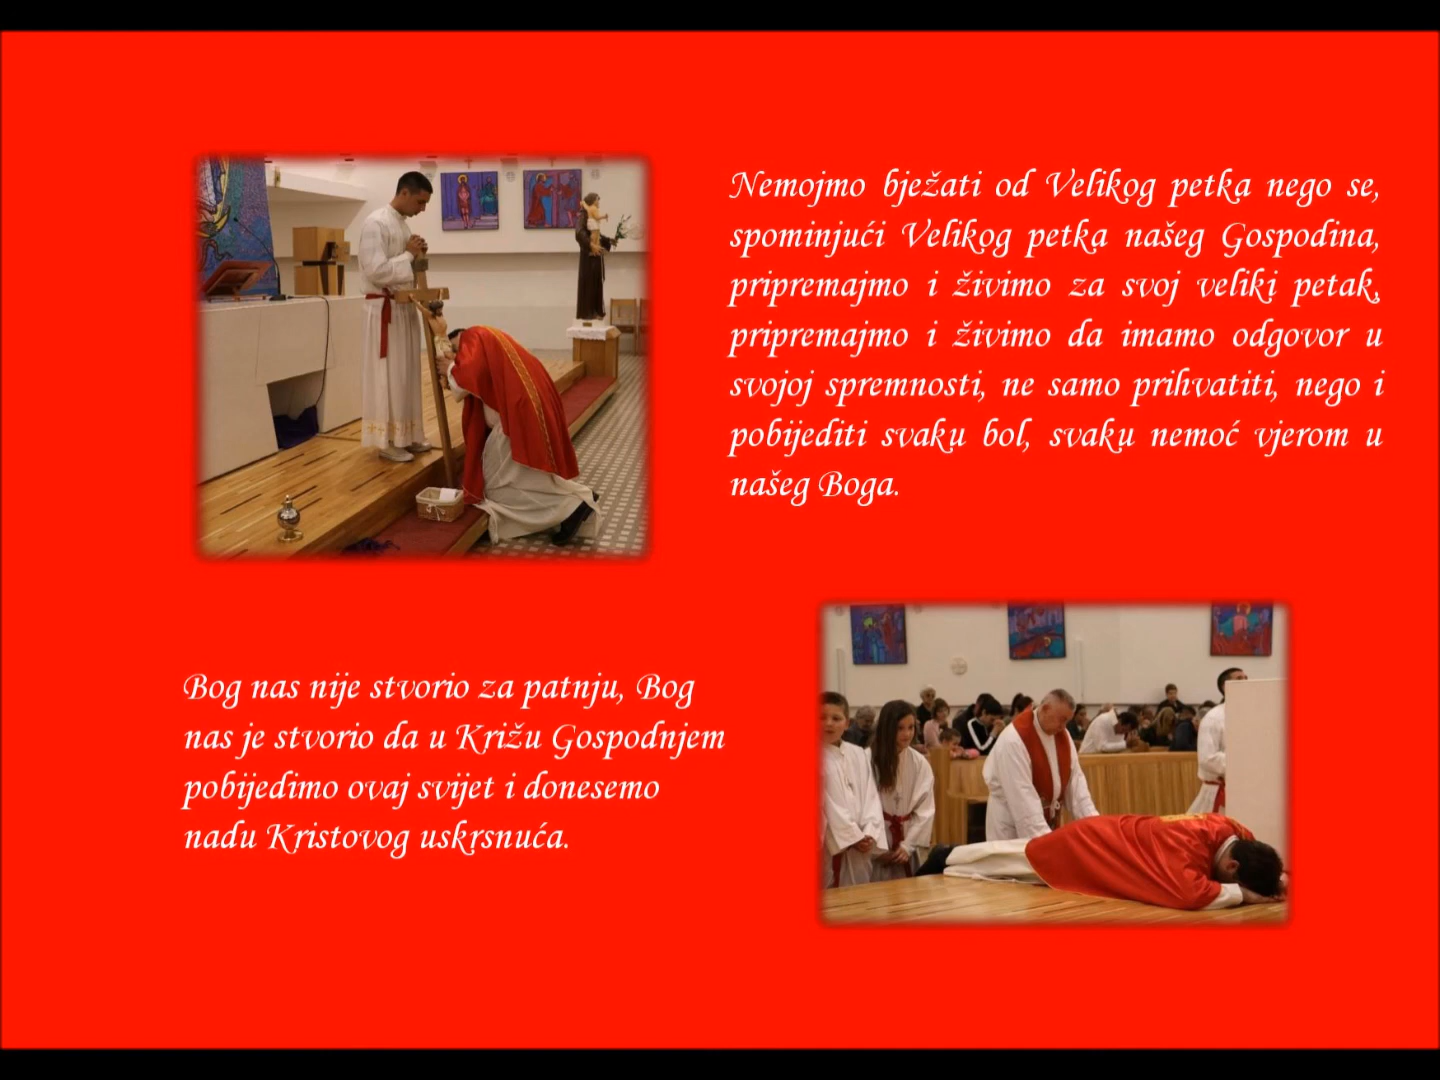 Nemojmo bježati od Velikog petka nego se,
spominjući Velikog petka našeg Gospodina,
pripremajmo i živimo za svoj veliki petak,
pripremajmo i živimo da imamo odgovor u
svojoj spremnosti, ne samo prihvatiti, nego i
pobijediti svaku bol, svaku nemoć vjerom u
našeg Boga.
Bog nas nije stvorio za patnju, Bog
nas je stvorio da u Križu Gospodnjem
pobijedimo ovaj svijet i donesemo
nadu Kristovog uskrsnuća.